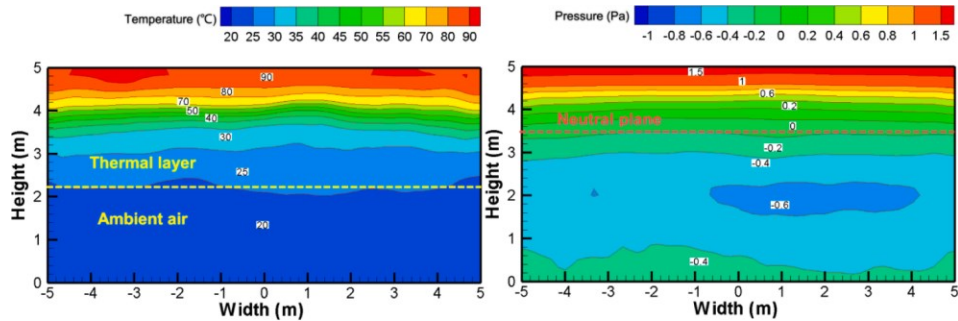 Temperature (℃)
20 25 30 35 45 50 55 60 70 80 90
Height (m)
5
4
3
2
1
0
90
80
70
50
40
30
Thermal layer
25
Ambient air
20
-5 -4 -3 -2 -1 0 1 2 3 4 5
Width (m)
Pressure (Pa)
-1 -0.8 -0.6 -0.4 -0.2 0 0.2 0.4 0.6 0.8 1 1.5
Height (m)
5
4
3
2
1
0
1.5
1
0.6
0.2
Neutral plane
0
-0.2
-0.4
-0.6
-0.4
-5 -4 -3 -2 -1 0 1 2 3 4 5
Width (m)